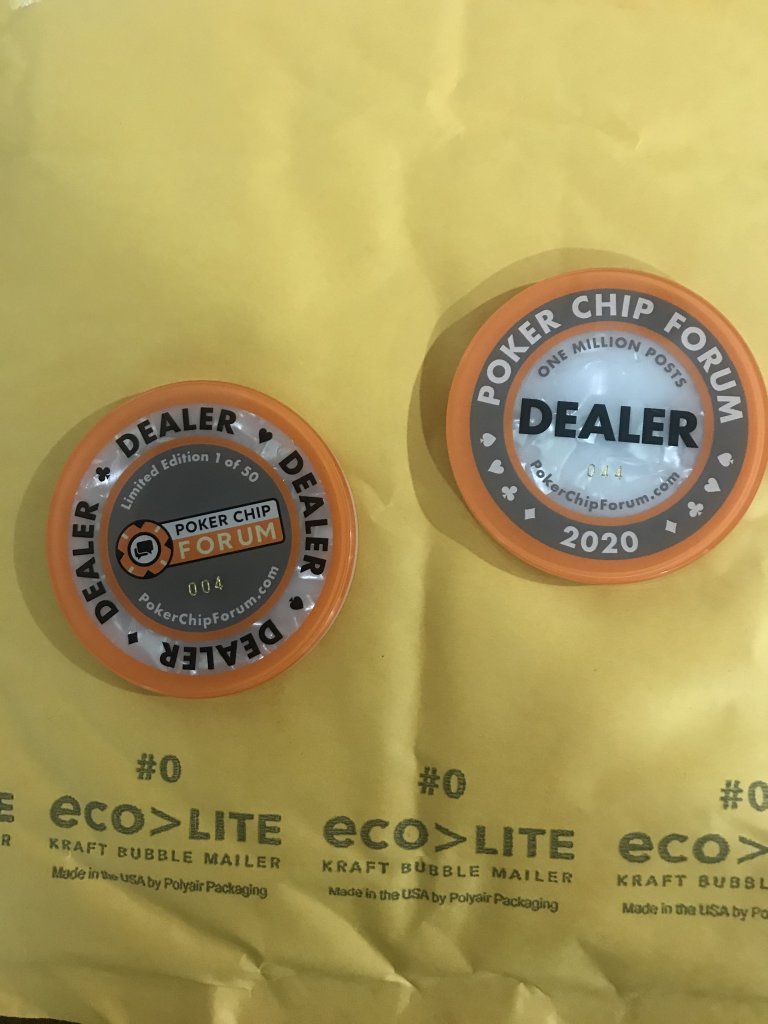 POKER CHIP FORUM
ONE MILLION POSTS
DEALER
044
PokerChipForum.com
2020
DEALER
DEALER
DEALER
DEALER
Limited Edition 1 of 50
POKER CHIP
FORUM
004
PokerChipForum.com
#0
#0
#0
eco>LITE
eco>LITE
eco>
KRAFT BUBBLE MAILER
KRAFT BUBBLE MAILER
KRAFT BUBBL
Made in the USA by Polyair Packaging
Made in the USA by Polyair Packaging
Made in the USA by Po